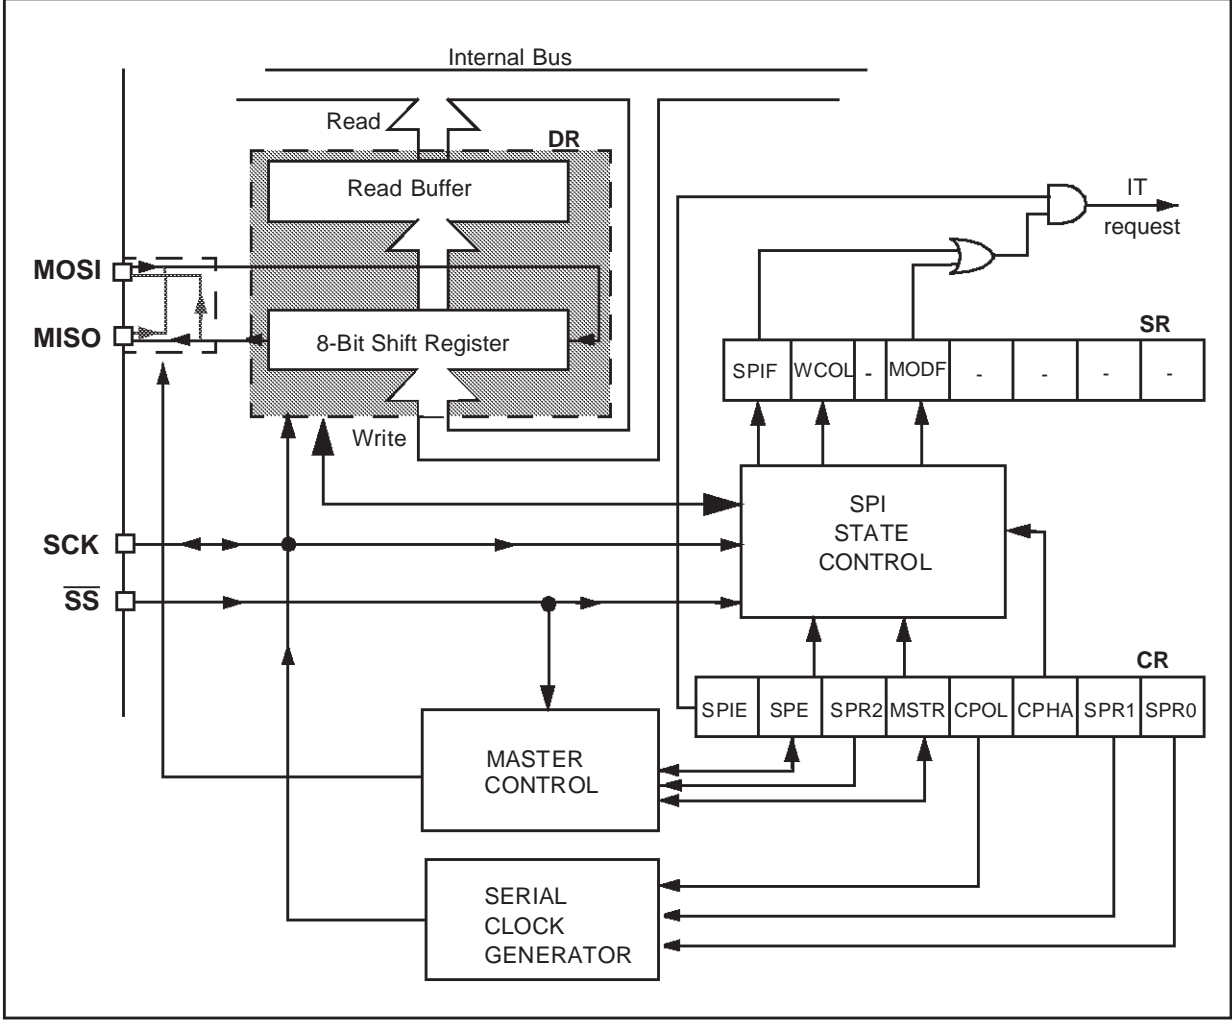 Internal Bus
Read
DR
Read Buffer
IT
request
MOSI
MISO
8-Bit Shift Register
SR
SPIF WCOL - MODF - - - -
Write
SPI
STATE
CONTROL
SCK
SS
CR
SPIE SPE SPR2 MSTR CPOL CPHA SPR1 SPR0
MASTER
CONTROL
SERIAL
CLOCK
GENERATOR